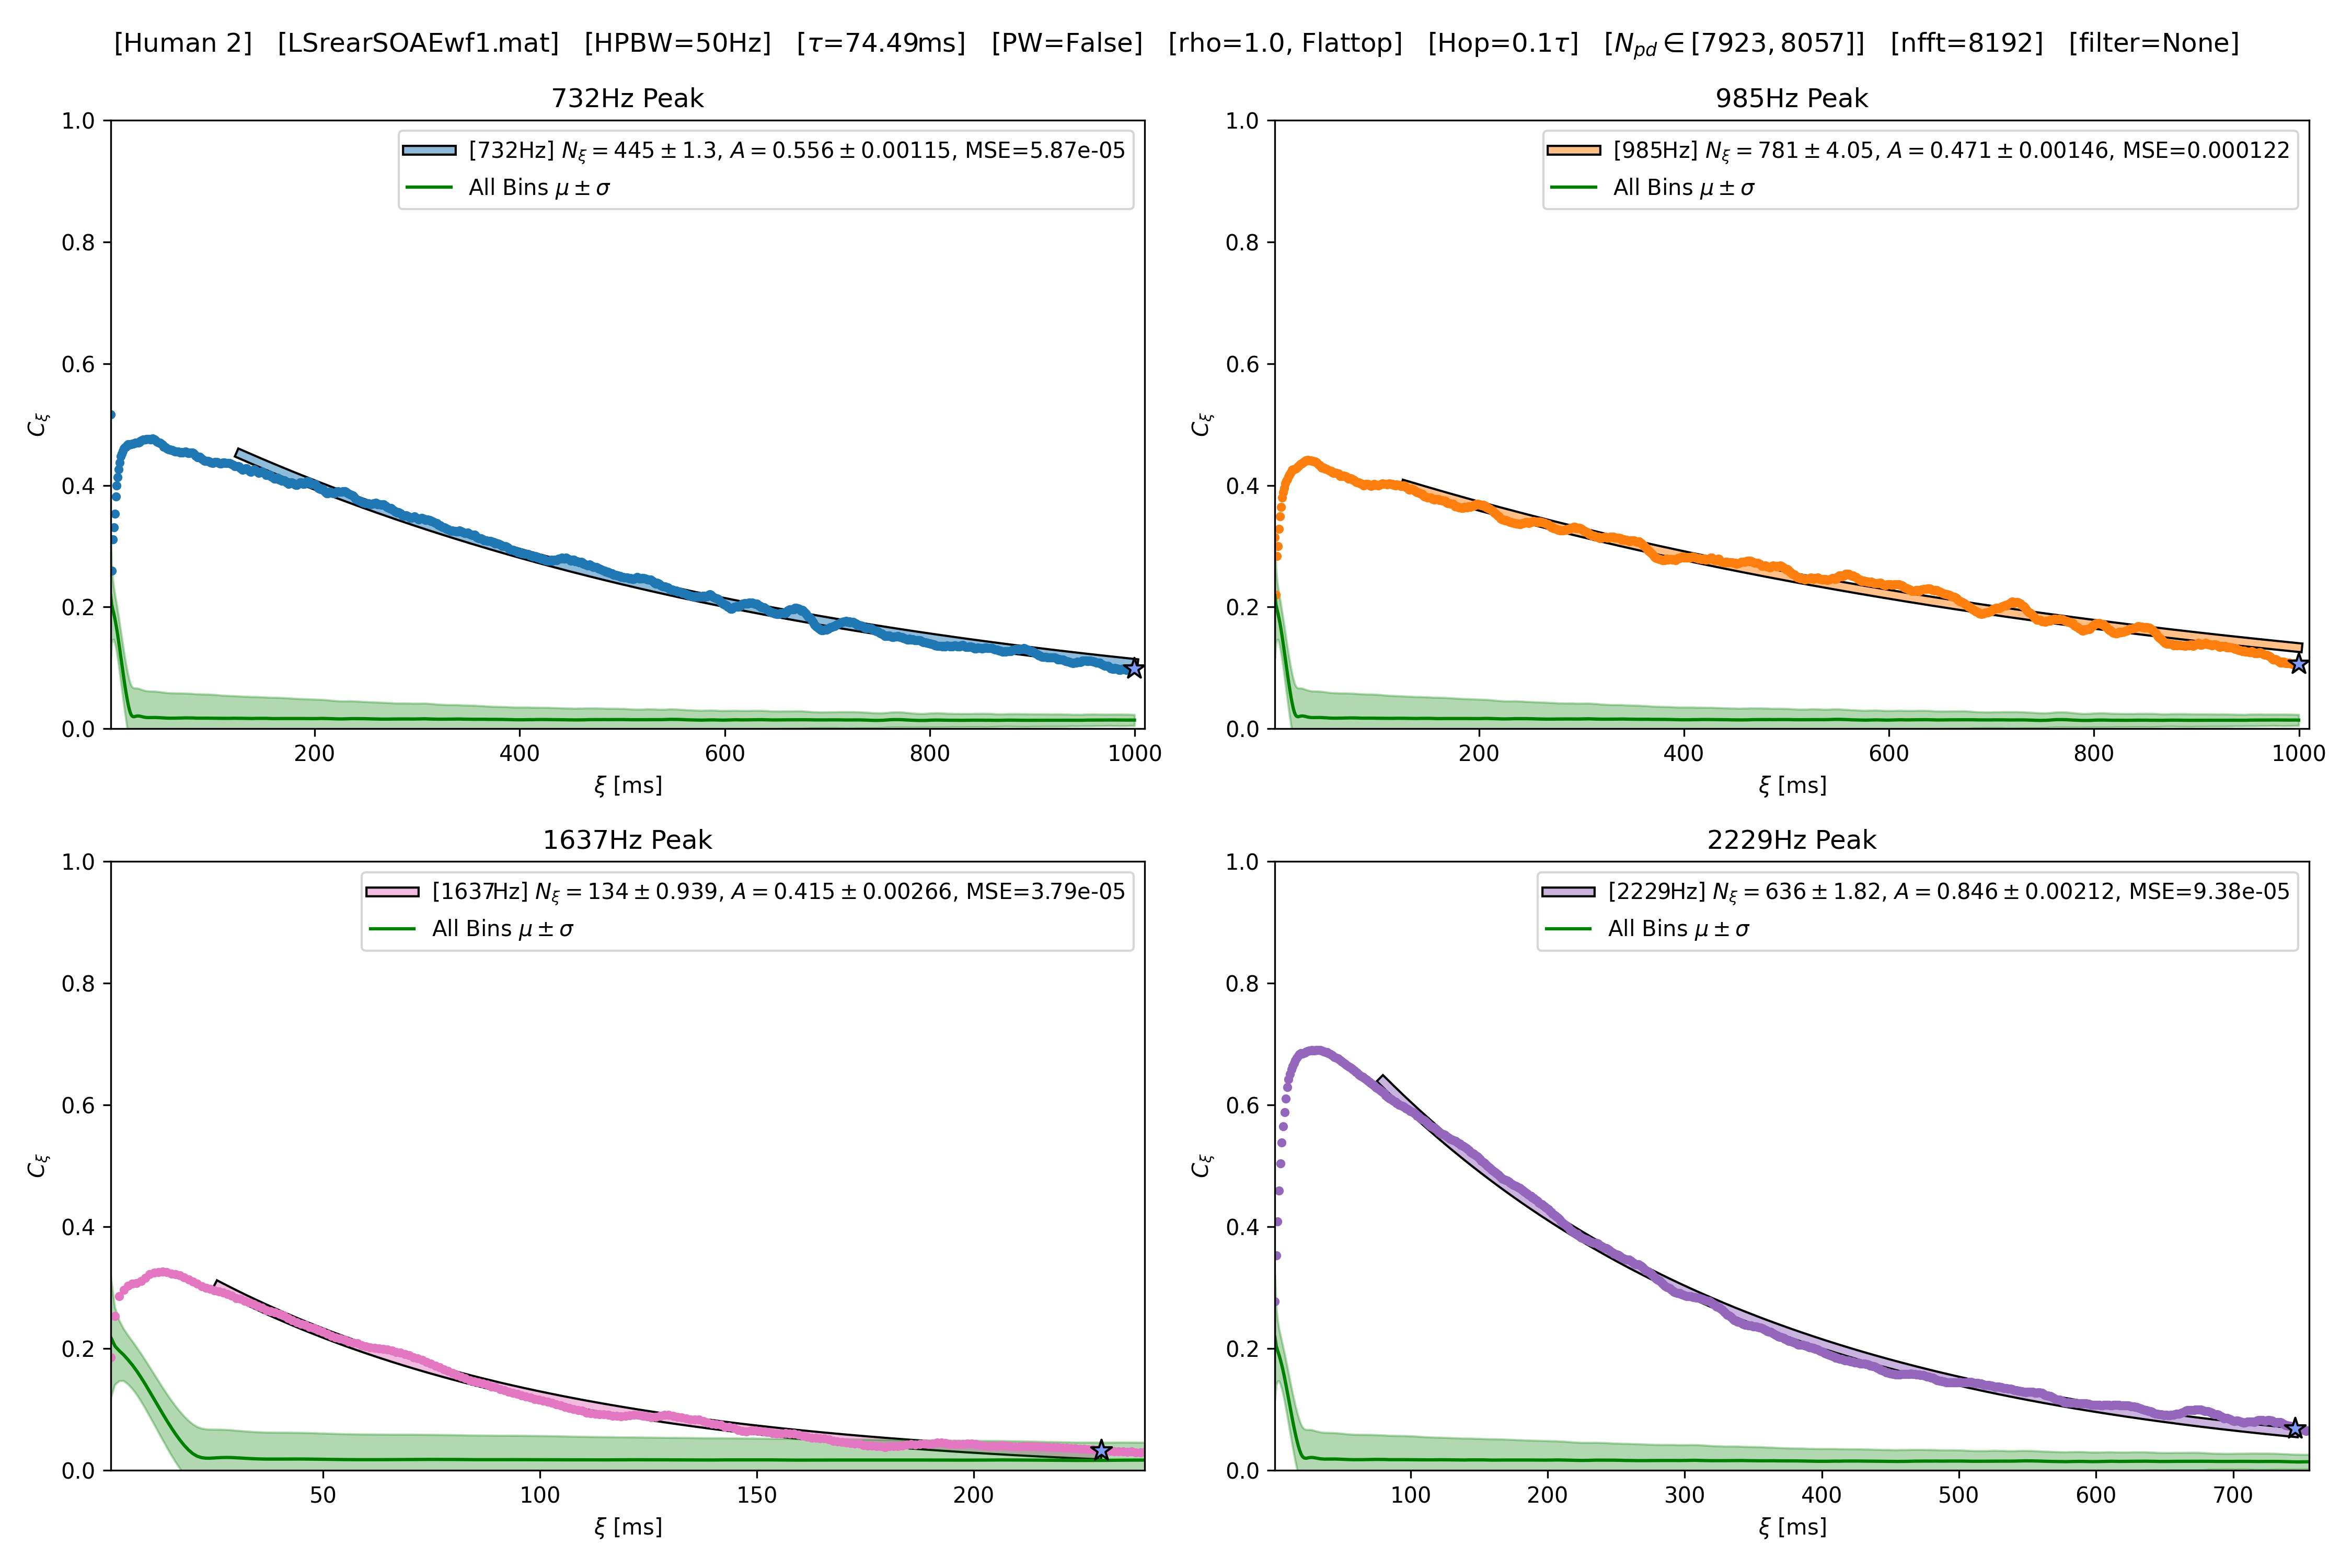 [Human 2]   [LSrearSOAEwf1.mat]   [HPBW=50Hz]   [τ=74.49ms]   [PW=False]   [rho=1.0, Flattop]   [Hop=0.1τ]   [N_pd ∈ [7923, 8057]]   [nfft=8192]   [filter=None]
732Hz Peak
[732Hz] N_ξ = 445 ± 1.3, A = 0.556 ± 0.00115, MSE=5.87e-05
All Bins μ ± σ
1.0
0.8
0.6
0.4
0.2
0.0
C_ξ
200 400 600 800 1000
ξ [ms]
985Hz Peak
[985Hz] N_ξ = 781 ± 4.05, A = 0.471 ± 0.00146, MSE=0.000122
All Bins μ ± σ
1.0
0.8
0.6
0.4
0.2
0.0
C_ξ
200 400 600 800 1000
ξ [ms]
1637Hz Peak
[1637Hz] N_ξ = 134 ± 0.939, A = 0.415 ± 0.00266, MSE=3.79e-05
All Bins μ ± σ
1.0
0.8
0.6
0.4
0.2
0.0
C_ξ
50 100 150 200
ξ [ms]
2229Hz Peak
[2229Hz] N_ξ = 636 ± 1.82, A = 0.846 ± 0.00212, MSE=9.38e-05
All Bins μ ± σ
1.0
0.8
0.6
0.4
0.2
0.0
C_ξ
100 200 300 400 500 600 700
ξ [ms]